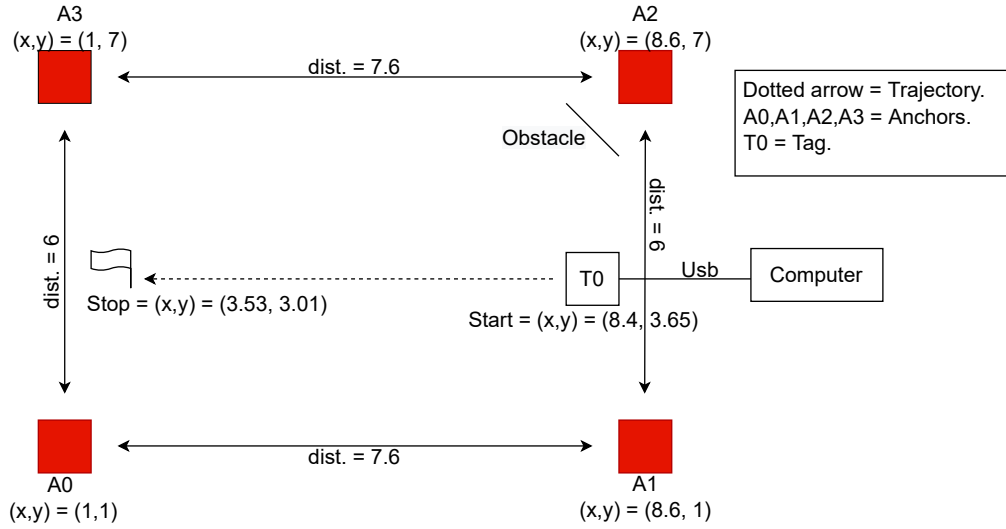 A3
(x,y) = (1, 7)
A2
(x,y) = (8.6, 7)
dist. = 7.6
Dotted arrow = Trajectory.
A0,A1,A2,A3 = Anchors.
T0 = Tag.
Obstacle
dist. = 6
dist. = 6
T0
Usb
Computer
Stop = (x,y) = (3.53, 3.01)
Start = (x,y) = (8.4, 3.65)
dist. = 7.6
A0
(x,y) = (1,1)
A1
(x,y) = (8.6, 1)